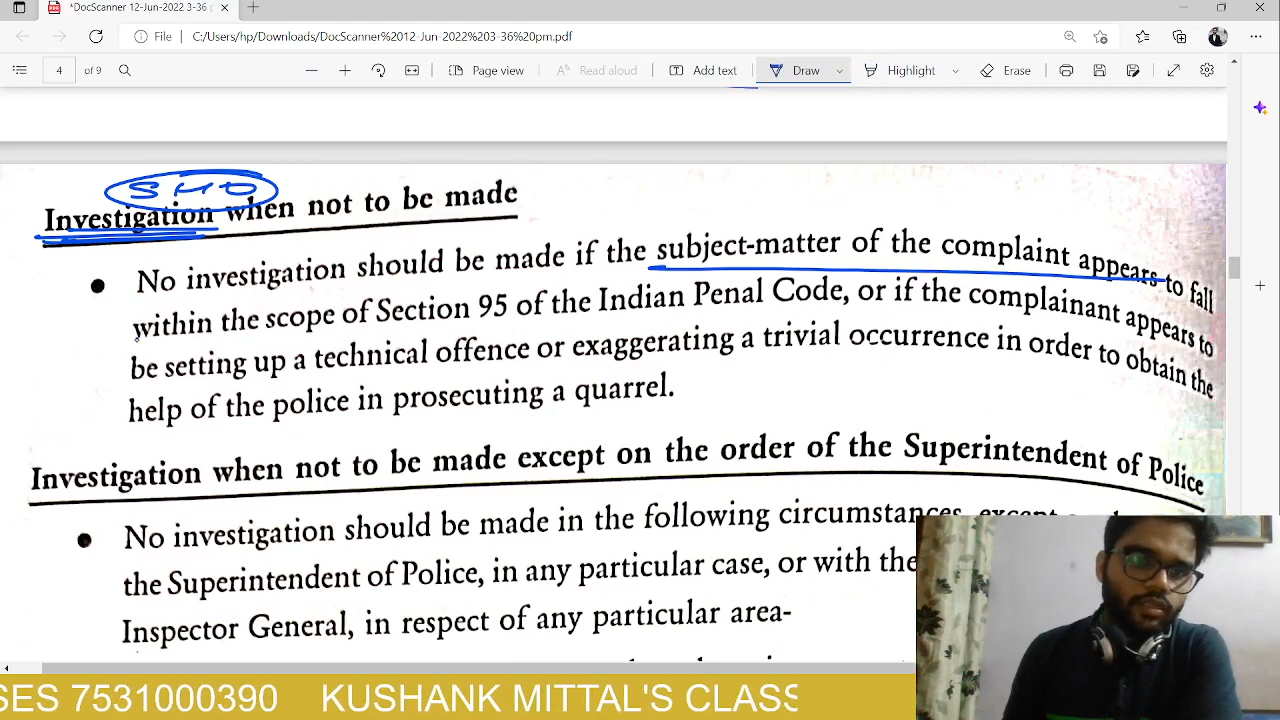 *DocScanner 12-Jun-2022 3-36 p
File
C:/Users/hp/Downloads/DocScanner%2012-Jun-2022%203-36%20pm.pdf
4 of 9
Page view
Read aloud
Add text
Draw
Highlight
Erase
SHO
Investigation when not to be made
No investigation should be made if the subject-matter of the complaint appears to fall
within the scope of Section 95 of the Indian Penal Code, or if the complainant appears to
be setting up a technical offence or exaggerating a trivial occurrence in order to obtain the
help of the police in prosecuting a quarrel.
Investigation when not to be made except on the order of the Superintendent of Police
No investigation should be made in the following circumstances, except
the Superintendent of Police, in any particular case, or with the
Inspector General, in respect of any particular area-
SES 7531000390 KUSHANK MITTAL'S CLASS